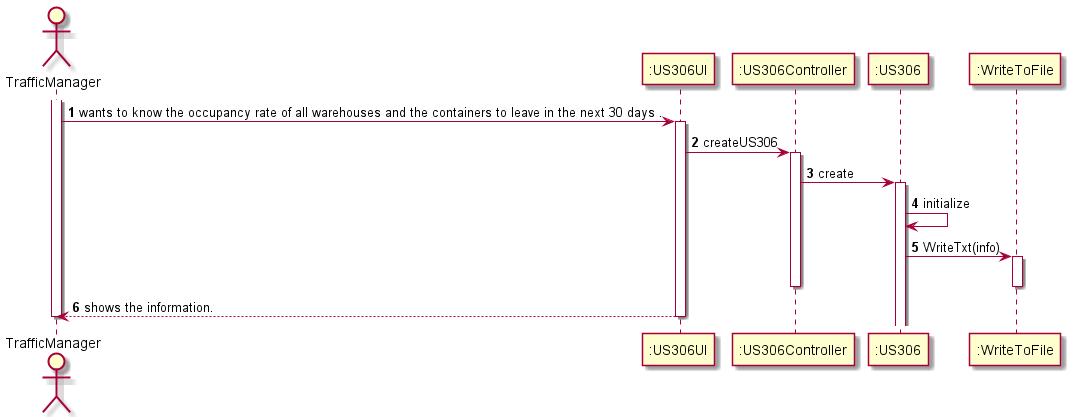 TrafficManager
:US306UI
:US306Controller
:US306
:WriteToFile
1 wants to know the occupancy rate of all warehouses and the containers to leave in the next 30 days .
2 createUS306
3 create
4 initialize
5 WriteTxt(info)
6 shows the information.
TrafficManager
:US306UI
:US306Controller
:US306
:WriteToFile